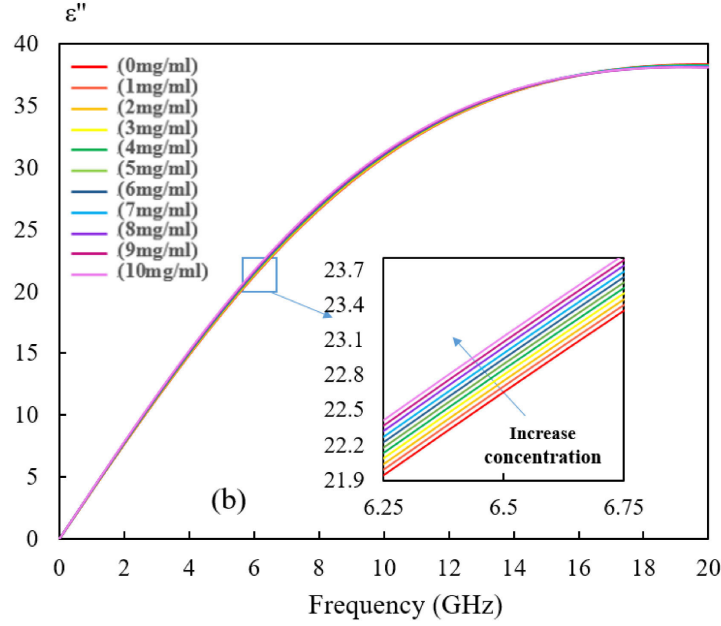 ε"
40
35
30
25
20
15
10
5
0
(0mg/ml)
(1mg/ml)
(2mg/ml)
(3mg/ml)
(4mg/ml)
(5mg/ml)
(6mg/ml)
(7mg/ml)
(8mg/ml)
(9mg/ml)
(10mg/ml)
23.7
23.4
23.1
22.8
22.5
22.2
21.9
Increase
concentration
6.25 6.5 6.75
(b)
0 2 4 6 8 10 12 14 16 18 20
Frequency (GHz)